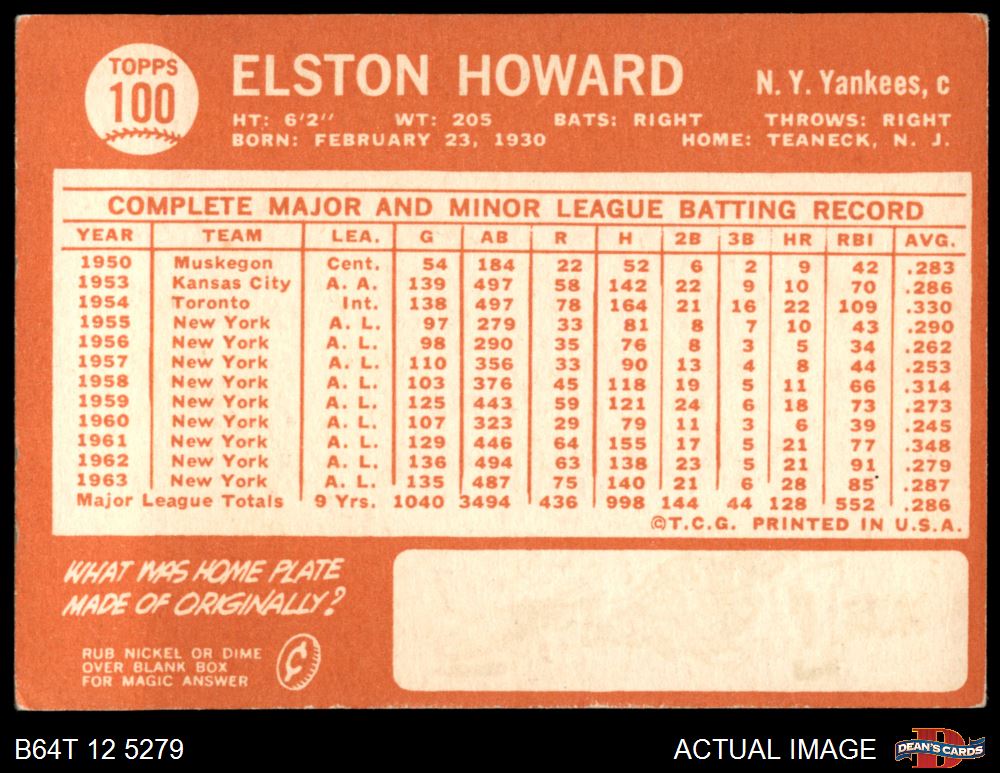 TOPPS
100
ELSTON HOWARD
N. Y. Yankees, c
HT: 6'2" WT: 205 BATS: RIGHT THROWS: RIGHT
BORN: FEBRUARY 23, 1930 HOME: TEANECK, N. J.
COMPLETE MAJOR AND MINOR LEAGUE BATTING RECORD
YEAR TEAM LEA. G AB R H 2B 3B HR RBI AVG.
1950 Muskegon Cent. 54 184 22 52 6 2 9 42 .283
1953 Kansas City A. A. 139 497 58 142 22 9 10 70 .286
1954 Toronto Int. 138 497 78 164 21 16 22 109 .330
1955 New York A. L. 97 279 33 81 8 7 10 43 .290
1956 New York A. L. 98 290 35 76 8 3 5 34 .262
1957 New York A. L. 110 356 33 90 13 4 8 44 .253
1958 New York A. L. 103 376 45 118 19 5 11 66 .314
1959 New York A. L. 125 443 59 121 24 6 18 73 .273
1960 New York A. L. 107 323 29 79 11 3 6 39 .245
1961 New York A. L. 129 446 64 155 17 5 21 77 .348
1962 New York A. L. 136 494 63 138 23 5 21 91 .279
1963 New York A. L. 135 487 75 140 21 6 28 85 .287
Major League Totals 9 Yrs. 1040 3494 436 998 144 44 128 552 .286
©T.C.G. PRINTED IN U.S.A.
WHAT WAS HOME PLATE
MADE OF ORIGINALLY?
RUB NICKEL OR DIME
OVER BLANK BOX
FOR MAGIC ANSWER
¢
B64T 12 5279
ACTUAL IMAGE
D
DEAN'S CARDS